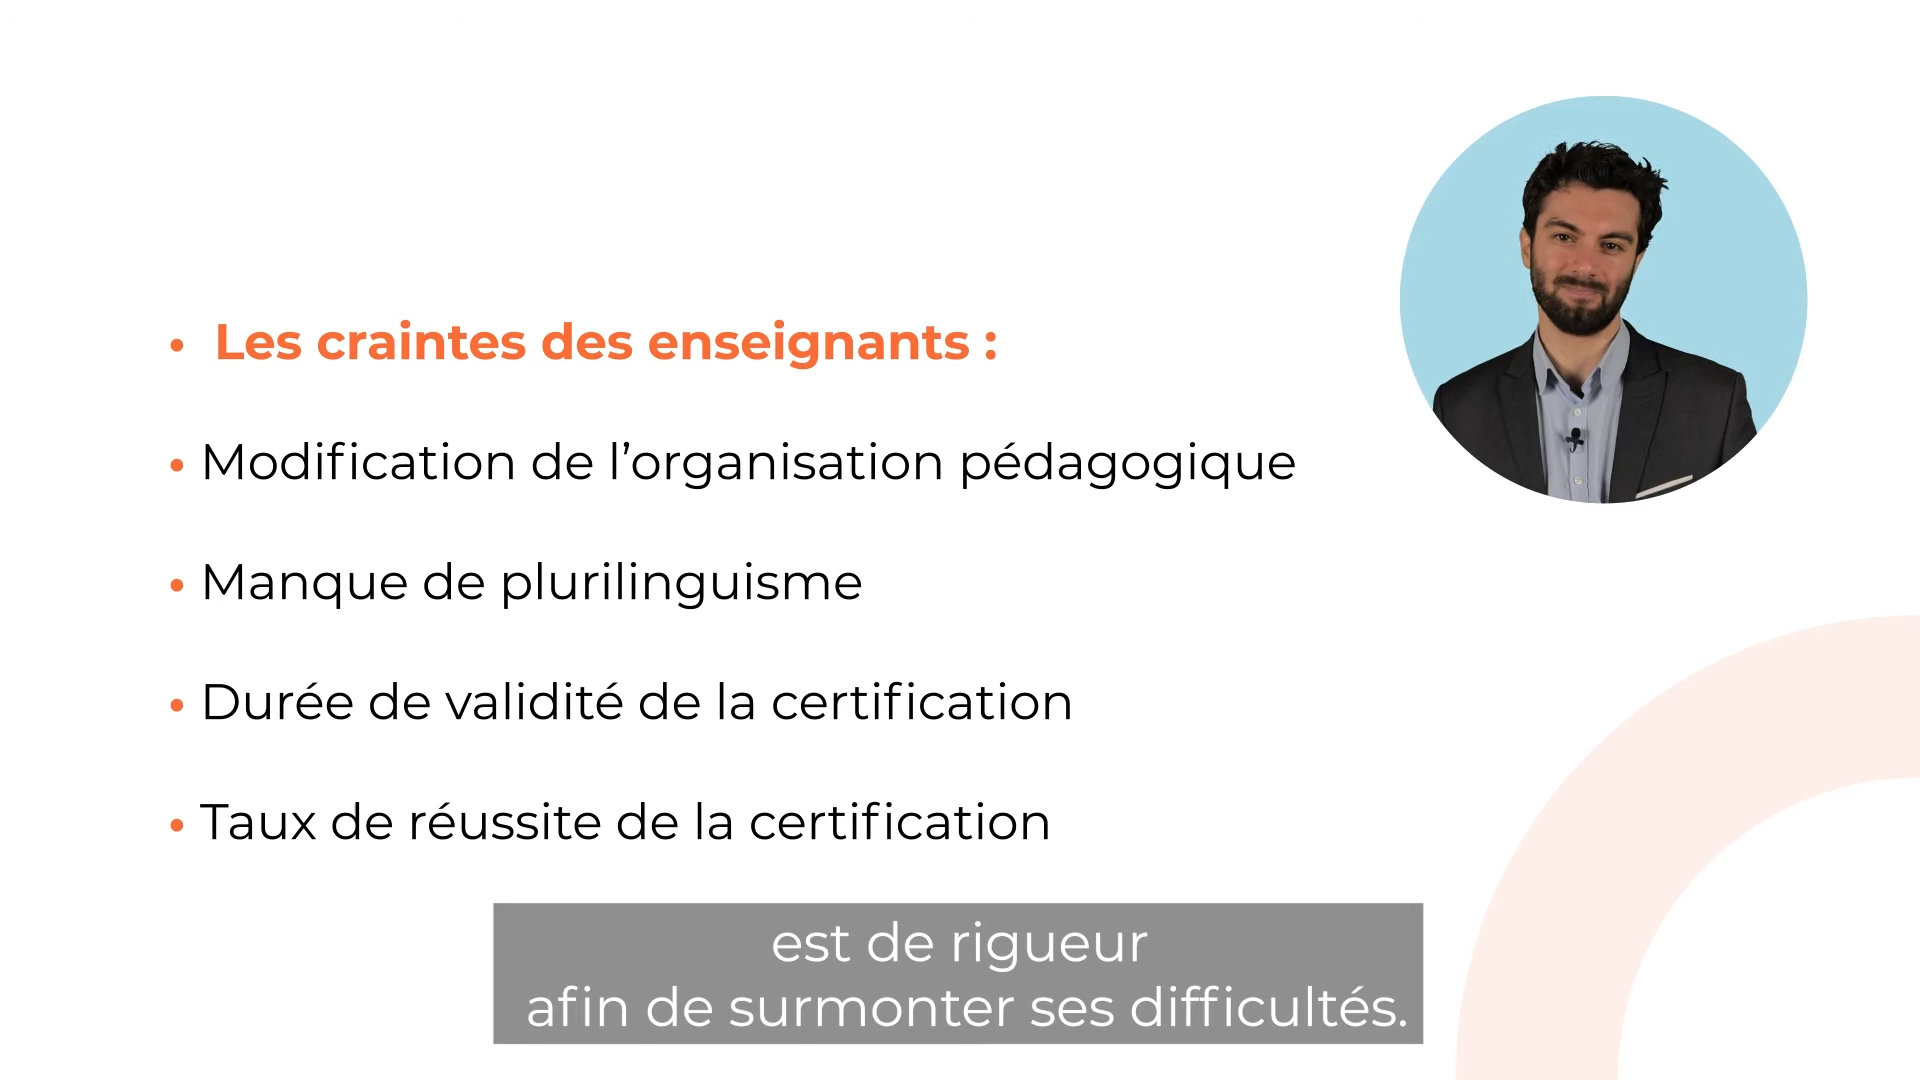 • Les craintes des enseignants :
• Modification de l’organisation pédagogique
• Manque de plurilinguisme
• Durée de validité de la certification
• Taux de réussite de la certification
est de rigueur
afin de surmonter ses difficultés.